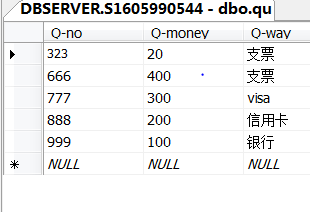 DBSERVER.S1605990544 - dbo.qu
Q-no Q-money Q-way
323 20 支票
666 400 支票
777 300 visa
888 200 信用卡
999 100 银行
NULL NULL NULL